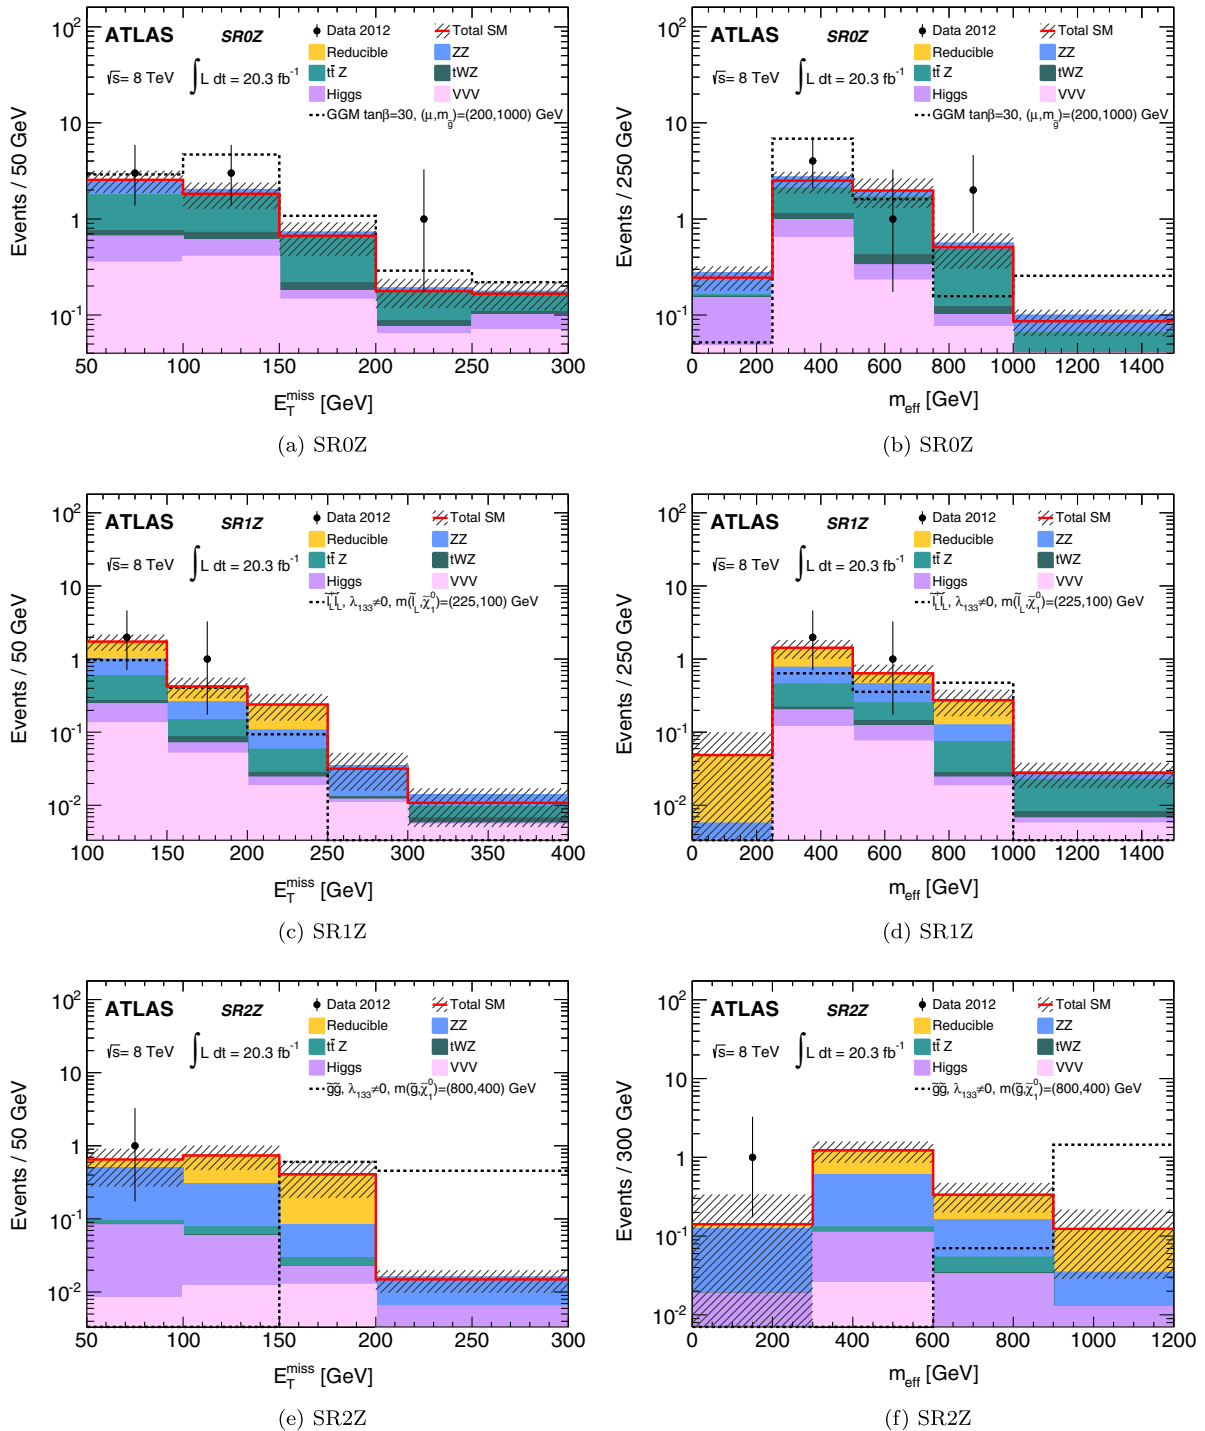 ATLAS SR0Z
√s= 8 TeV ∫L dt = 20.3 fb⁻¹
Data 2012 Total SM
Reducible ZZ
tt̄ Z tWZ
Higgs VVV
GGM tanβ=30, (μ,m_g̃)=(200,1000) GeV
Events / 50 GeV
10² 10 1 10⁻¹
50 100 150 200 250 300
E_T^miss [GeV]
(a) SR0Z
ATLAS SR0Z
√s= 8 TeV ∫L dt = 20.3 fb⁻¹
Data 2012 Total SM
Reducible ZZ
tt̄ Z tWZ
Higgs VVV
GGM tanβ=30, (μ,m_g̃)=(200,1000) GeV
Events / 250 GeV
10² 10 1 10⁻¹
0 200 400 600 800 1000 1200 1400
m_eff [GeV]
(b) SR0Z
ATLAS SR1Z
√s= 8 TeV ∫L dt = 20.3 fb⁻¹
Data 2012 Total SM
Reducible ZZ
tt̄ Z tWZ
Higgs VVV
l̃_L l̃_L, λ₁₃₃≠0, m(l̃_L,χ̃₁⁰)=(225,100) GeV
Events / 50 GeV
10² 10 1 10⁻¹ 10⁻²
100 150 200 250 300 350 400
E_T^miss [GeV]
(c) SR1Z
ATLAS SR1Z
√s= 8 TeV ∫L dt = 20.3 fb⁻¹
Data 2012 Total SM
Reducible ZZ
tt̄ Z tWZ
Higgs VVV
l̃_L l̃_L, λ₁₃₃≠0, m(l̃_L,χ̃₁⁰)=(225,100) GeV
Events / 250 GeV
10² 10 1 10⁻¹ 10⁻²
0 200 400 600 800 1000 1200 1400
m_eff [GeV]
(d) SR1Z
ATLAS SR2Z
√s= 8 TeV ∫L dt = 20.3 fb⁻¹
Data 2012 Total SM
Reducible ZZ
tt̄ Z tWZ
Higgs VVV
g̃g̃, λ₁₃₃≠0, m(g̃,χ̃₁⁰)=(800,400) GeV
Events / 50 GeV
10² 10 1 10⁻¹ 10⁻²
50 100 150 200 250 300
E_T^miss [GeV]
(e) SR2Z
ATLAS SR2Z
√s= 8 TeV ∫L dt = 20.3 fb⁻¹
Data 2012 Total SM
Reducible ZZ
tt̄ Z tWZ
Higgs VVV
g̃g̃, λ₁₃₃≠0, m(g̃,χ̃₁⁰)=(800,400) GeV
Events / 300 GeV
10² 10 1 10⁻¹ 10⁻²
0 200 400 600 800 1000 1200
m_eff [GeV]
(f) SR2Z